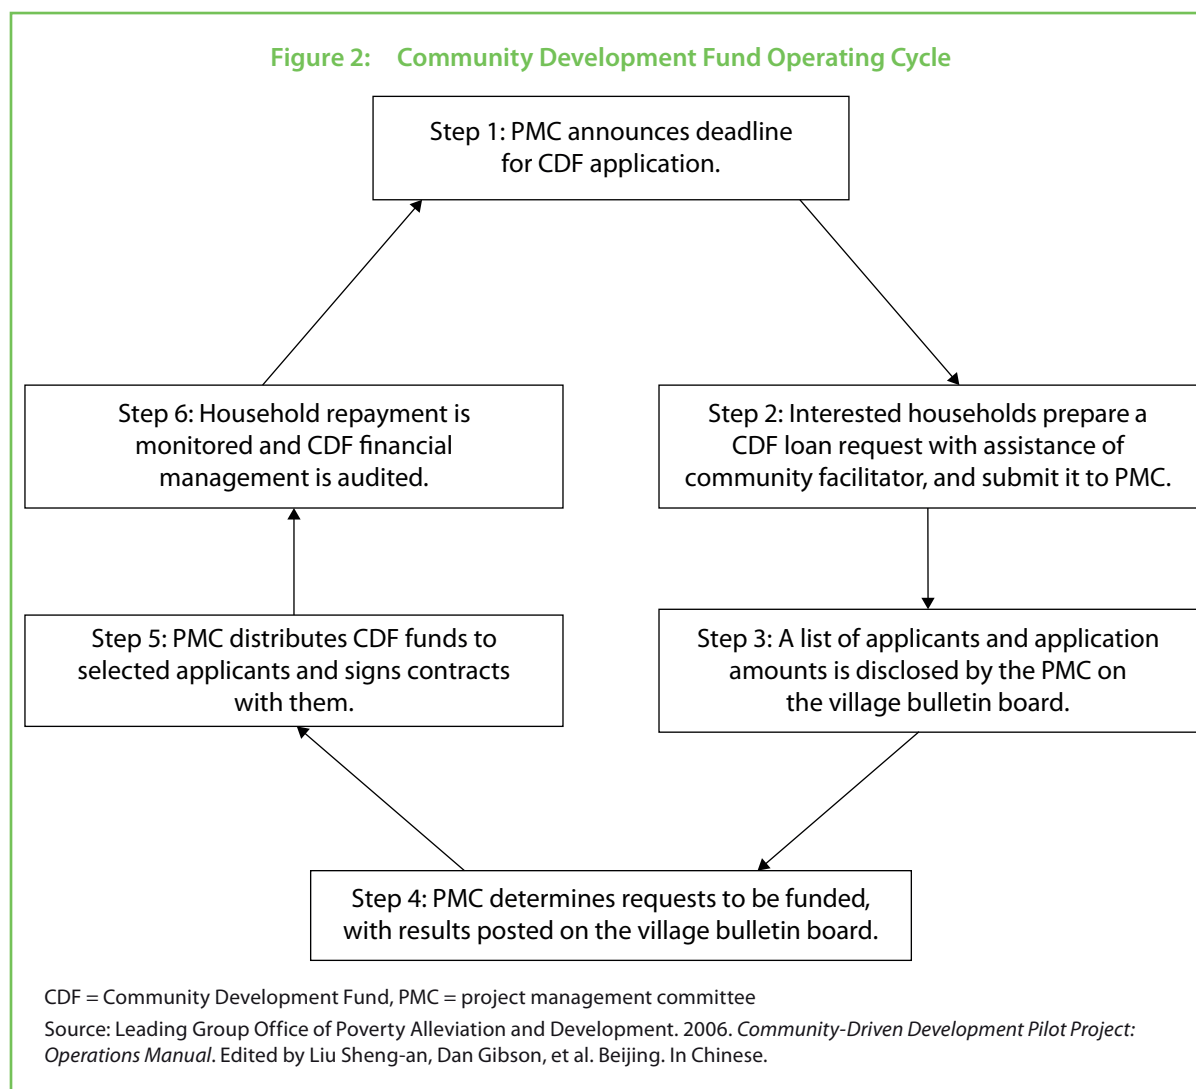 Figure 2: Community Development Fund Operating Cycle
Step 1: PMC announces deadline
for CDF application.
Step 2: Interested households prepare a
CDF loan request with assistance of
community facilitator, and submit it to PMC.
Step 3: A list of applicants and application
amounts is disclosed by the PMC on
the village bulletin board.
Step 4: PMC determines requests to be funded,
with results posted on the village bulletin board.
Step 5: PMC distributes CDF funds to
selected applicants and signs contracts
with them.
Step 6: Household repayment is
monitored and CDF financial
management is audited.
CDF = Community Development Fund, PMC = project management committee
Source: Leading Group Office of Poverty Alleviation and Development. 2006. Community-Driven Development Pilot Project:
Operations Manual. Edited by Liu Sheng-an, Dan Gibson, et al. Beijing. In Chinese.